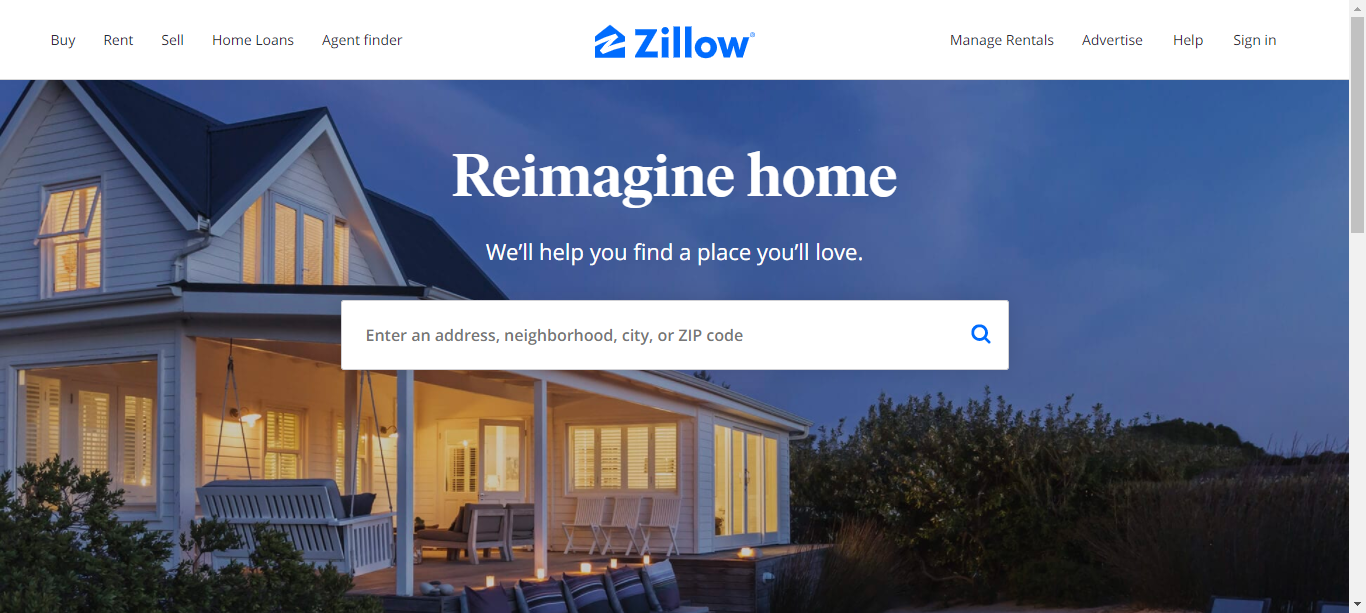 Buy Rent Sell Home Loans Agent finder Zillow® Manage Rentals Advertise Help Sign in
Reimagine home
We'll help you find a place you'll love.
Enter an address, neighborhood, city, or ZIP code